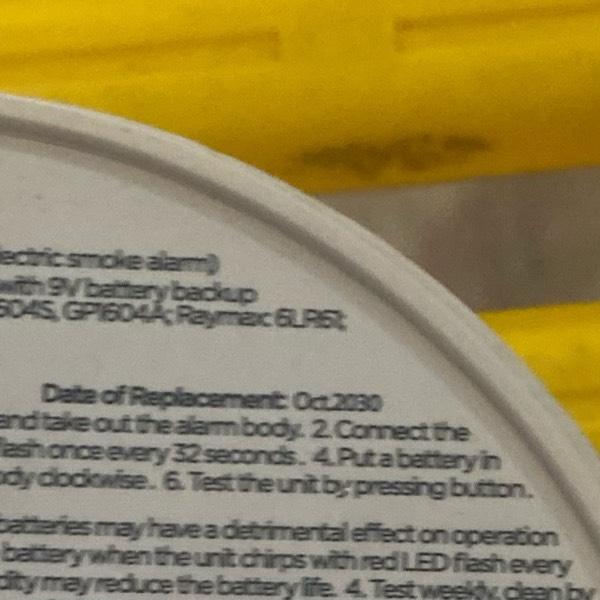 lectric smoke alarm)
with 9V battery backup
604S, GP1604A; Raymax: 6LR61;
Date of Replacement: Oct.2030
and take out the alarm body. 2. Connect the
flash once every 32 seconds. 4. Put a battery in
ody clockwise. 6. Test the unit by pressing button.
batteries may have a detrimental effect on operation
battery when the unit chirps with red LED flash every
dity may reduce the battery life. 4. Test weekly, clean by